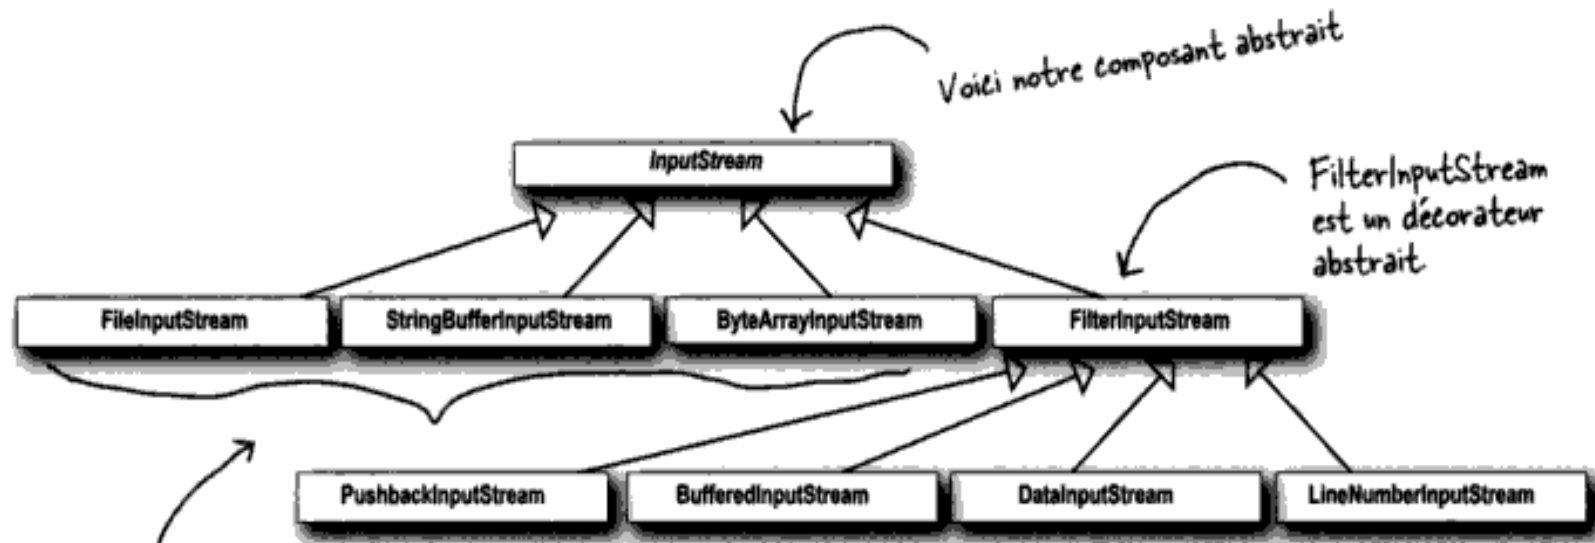 Voici notre composant abstrait
InputStream
FilterInputStream
est un décorateur
abstrait
FileInputStream
StringBufferInputStream
ByteArrayInputStream
FilterInputStream
PushbackInputStream
BufferedInputStream
DataInputStream
LineNumberInputStream